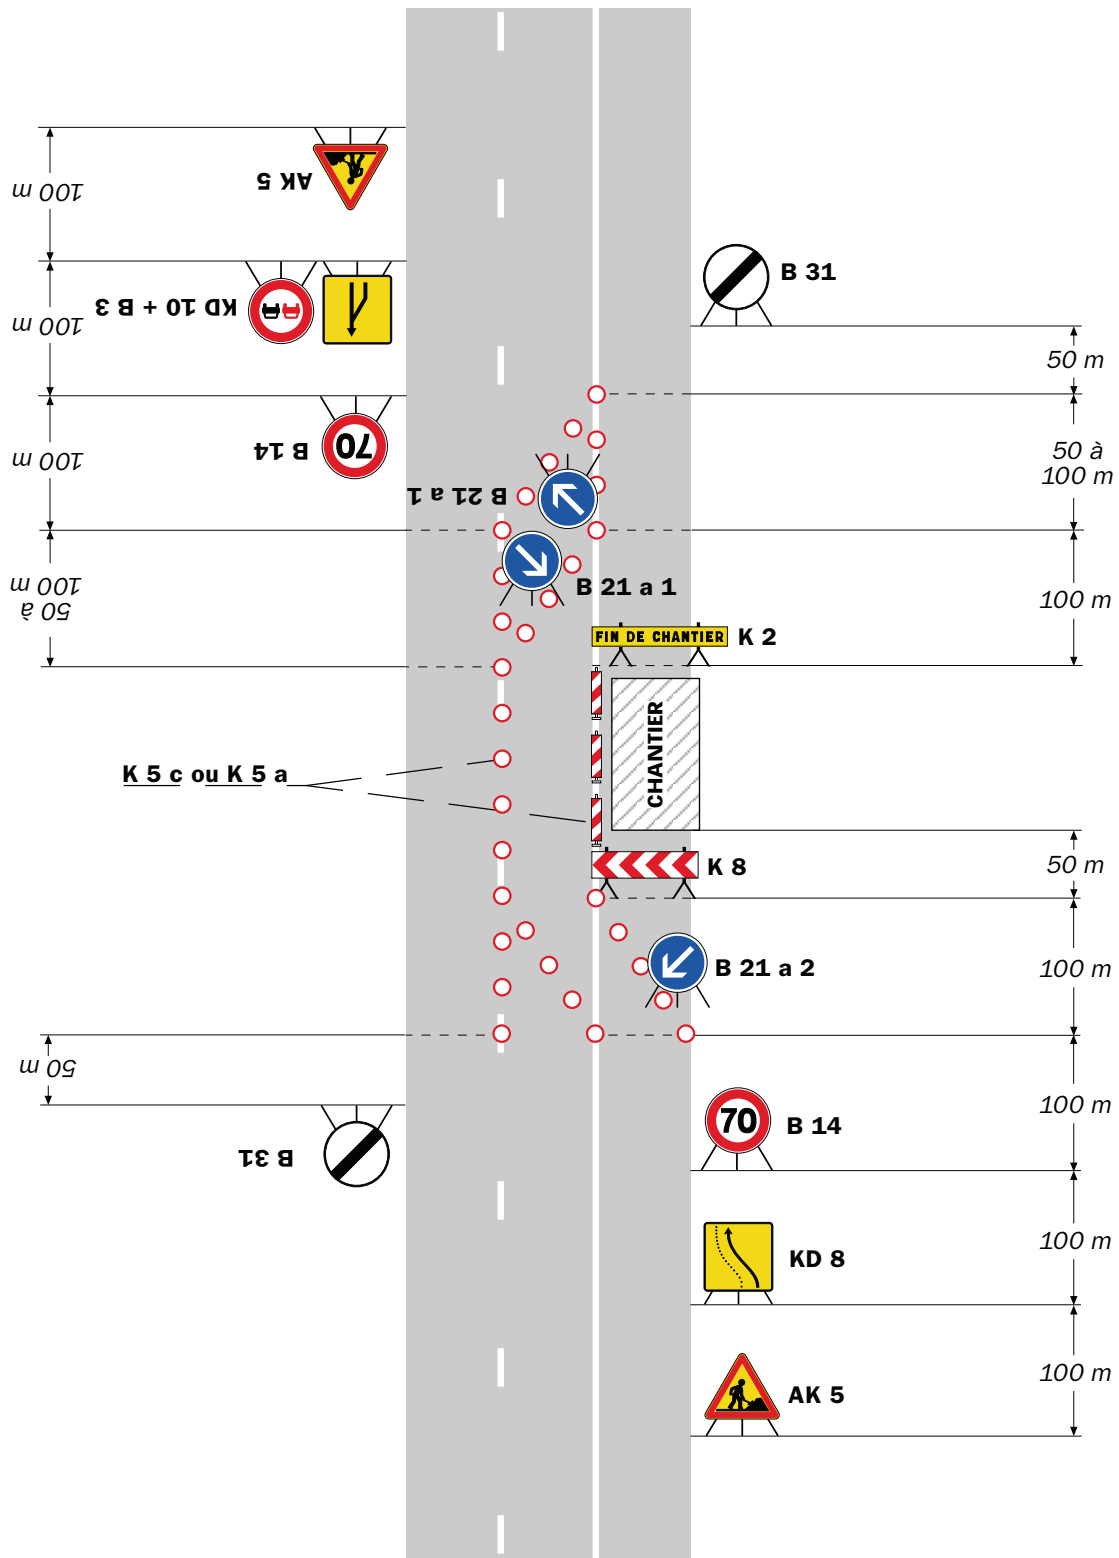 100 m
AK 5
100 m
KD 10 + B 3
B 31
50 m
100 m
B 14
70
50 à
100 m
B 21 a 1
50 à
100 m
B 21 a 1
100 m
FIN DE CHANTIER
K 2
CHANTIER
K 5 c ou K 5 a
K 8
50 m
B 21 a 2
100 m
50 m
B 31
70
B 14
100 m
KD 8
100 m
AK 5
100 m